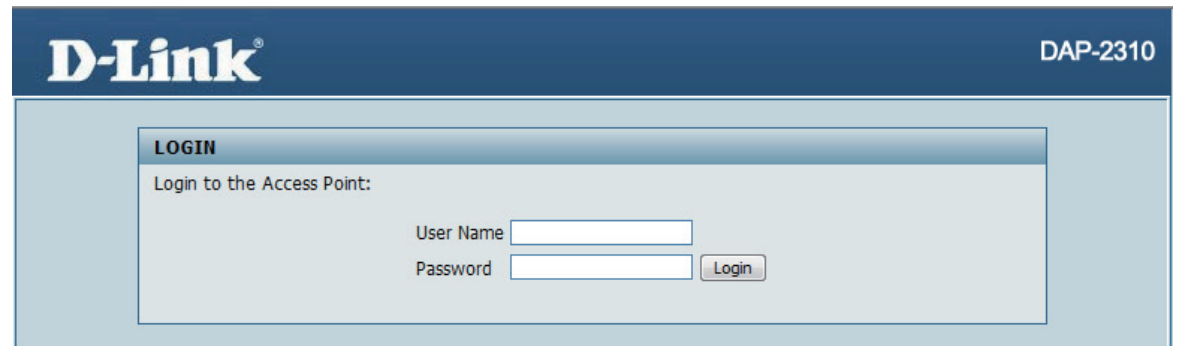 D-Link®
DAP-2310
LOGIN
Login to the Access Point:
User Name
Password
Login